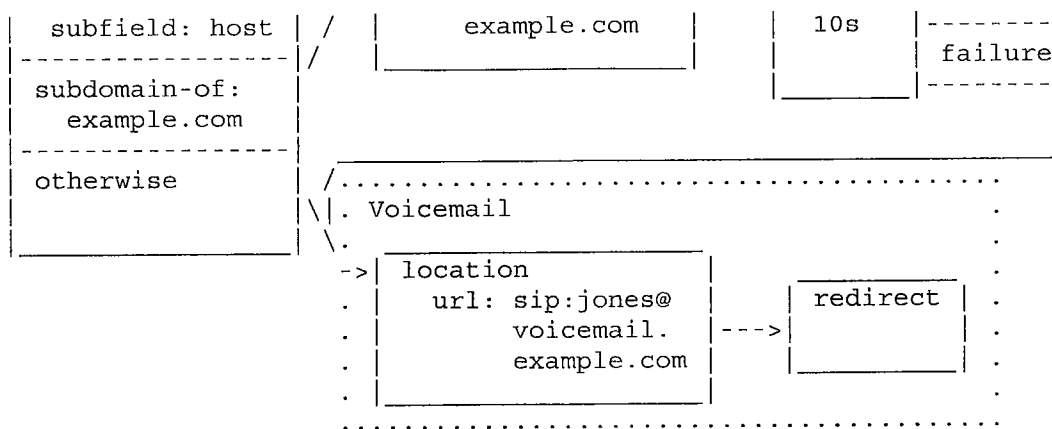 subfield: host / example.com 10s
failure
subdomain-of:
example.com
otherwise
. Voicemail .
-> location
url: sip:jones@ redirect
voicemail. --->
example.com